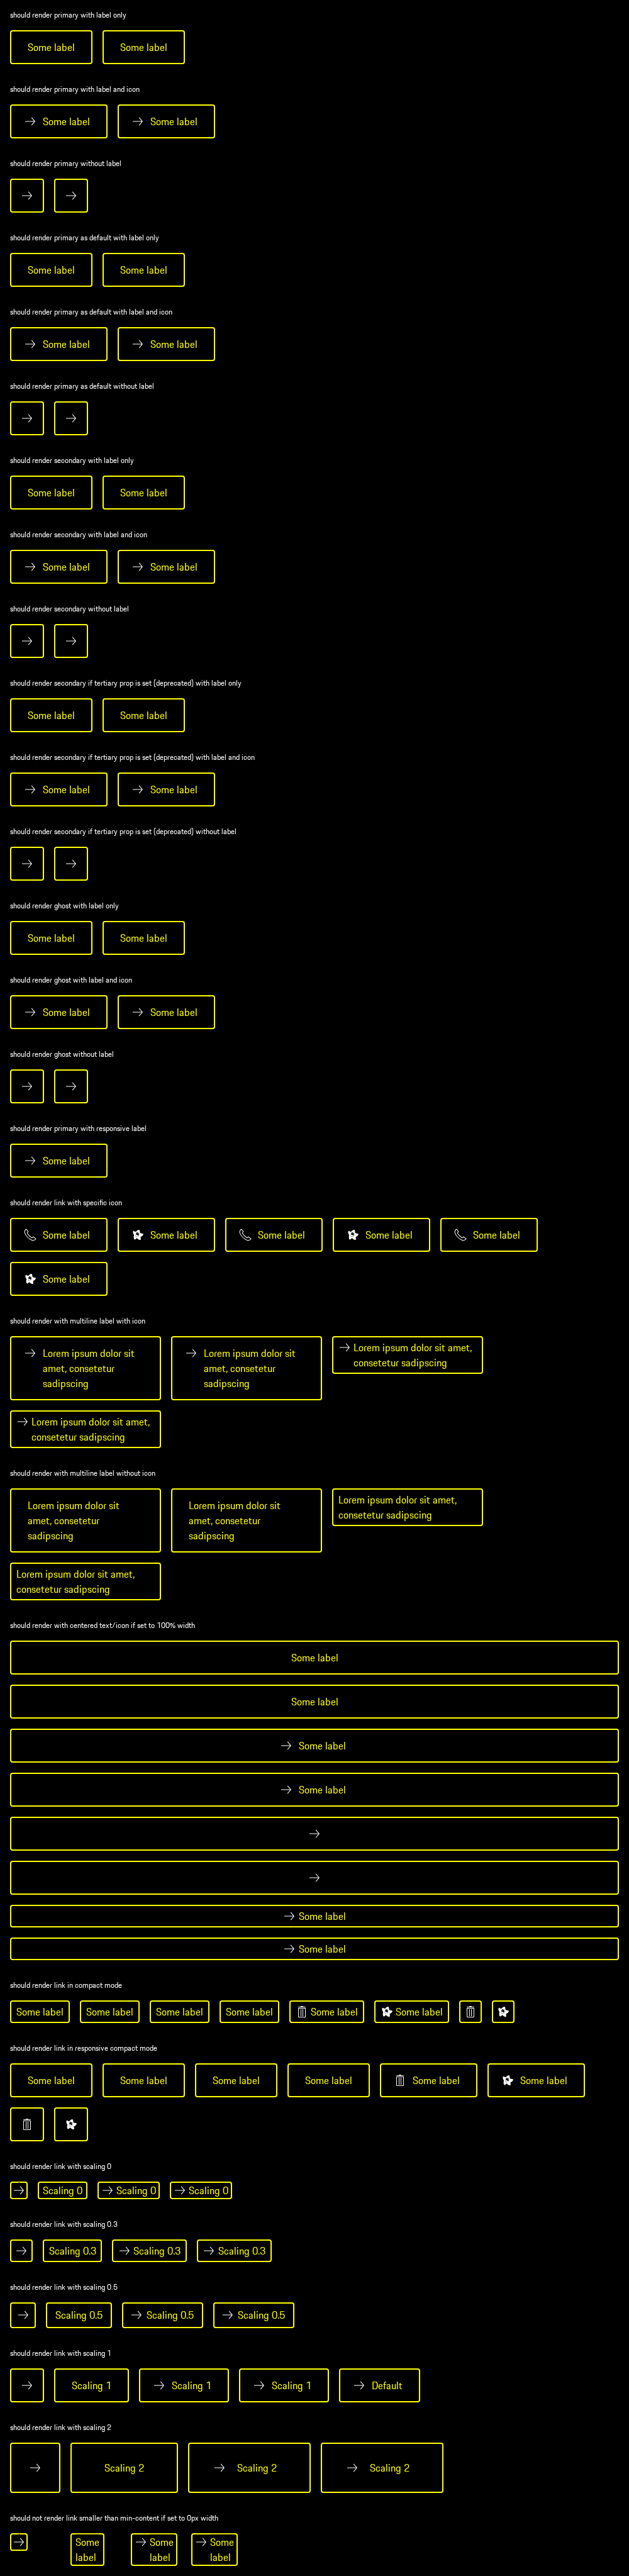 should render primary with label only
Some label Some label
should render primary with label and icon
Some label Some label
should render primary without label
should render primary as default with label only
Some label Some label
should render primary as default with label and icon
Some label Some label
should render primary as default without label
should render secondary with label only
Some label Some label
should render secondary with label and icon
Some label Some label
should render secondary without label
should render secondary if tertiary prop is set (deprecated) with label only
Some label Some label
should render secondary if tertiary prop is set (deprecated) with label and icon
Some label Some label
should render secondary if tertiary prop is set (deprecated) without label
should render ghost with label only
Some label Some label
should render ghost with label and icon
Some label Some label
should render ghost without label
should render primary with responsive label
Some label
should render link with specific icon
Some label Some label Some label Some label Some label
Some label
should render with multiline label with icon
Lorem ipsum dolor sit
amet, consetetur
sadipscing
Lorem ipsum dolor sit
amet, consetetur
sadipscing
Lorem ipsum dolor sit amet,
consetetur sadipscing
Lorem ipsum dolor sit amet,
consetetur sadipscing
should render with multiline label without icon
Lorem ipsum dolor sit
amet, consetetur
sadipscing
Lorem ipsum dolor sit
amet, consetetur
sadipscing
Lorem ipsum dolor sit amet,
consetetur sadipscing
Lorem ipsum dolor sit amet,
consetetur sadipscing
should render with centered text/icon if set to 100% width
Some label
Some label
Some label
Some label
Some label
Some label
should render link in compact mode
Some label Some label Some label Some label Some label Some label
should render link in responsive compact mode
Some label Some label Some label Some label Some label Some label
should render link with scaling 0
Scaling 0 Scaling 0 Scaling 0
should render link with scaling 0.3
Scaling 0.3 Scaling 0.3 Scaling 0.3
should render link with scaling 0.5
Scaling 0.5 Scaling 0.5 Scaling 0.5
should render link with scaling 1
Scaling 1 Scaling 1 Scaling 1 Default
should render link with scaling 2
Scaling 2 Scaling 2 Scaling 2
should not render link smaller than min-content if set to 0px width
Some
label
Some
label
Some
label